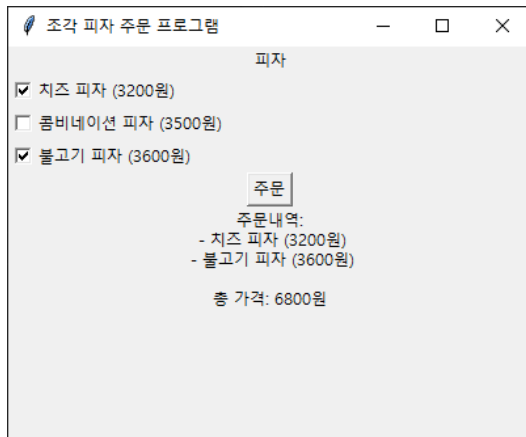 조각 피자 주문 프로그램
피자
치즈 피자 (3200원)
콤비네이션 피자 (3500원)
불고기 피자 (3600원)
주문
주문내역:
- 치즈 피자 (3200원)
- 불고기 피자 (3600원)
총 가격: 6800원